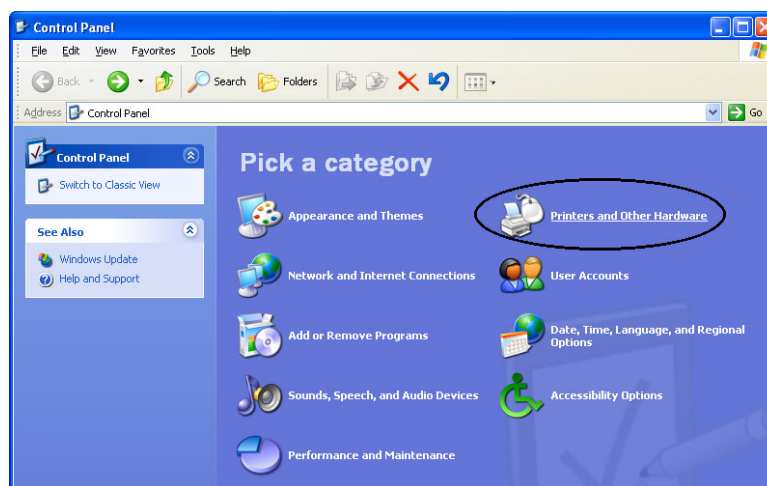 Control Panel
File Edit View Favorites Tools Help
Back Search Folders
Address Control Panel Go
Control Panel
Switch to Classic View
See Also
Windows Update
Help and Support
Pick a category
Appearance and Themes
Printers and Other Hardware
Network and Internet Connections
User Accounts
Add or Remove Programs
Date, Time, Language, and Regional
Options
Sounds, Speech, and Audio Devices
Accessibility Options
Performance and Maintenance